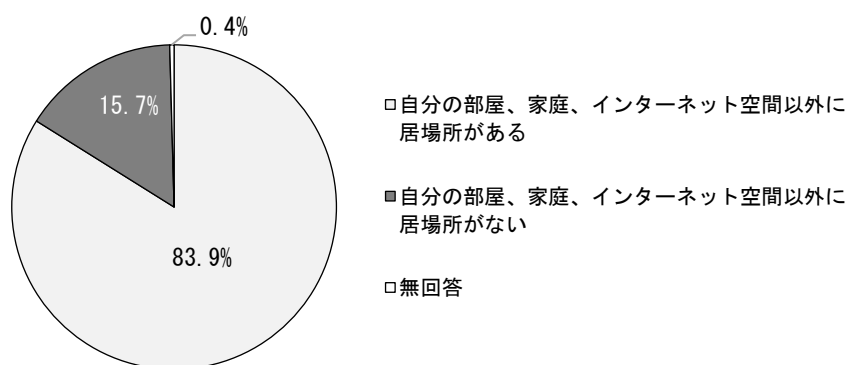 0.4%
15.7%
83.9%
自分の部屋、家庭、インターネット空間以外に
居場所がある
自分の部屋、家庭、インターネット空間以外に
居場所がない
無回答